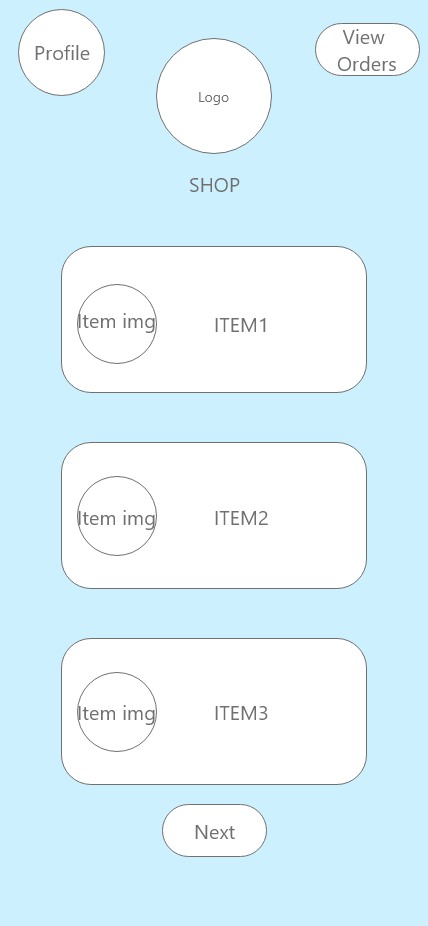 Profile
View
Orders
Logo
SHOP
Item img
ITEM1
Item img
ITEM2
Item img
ITEM3
Next